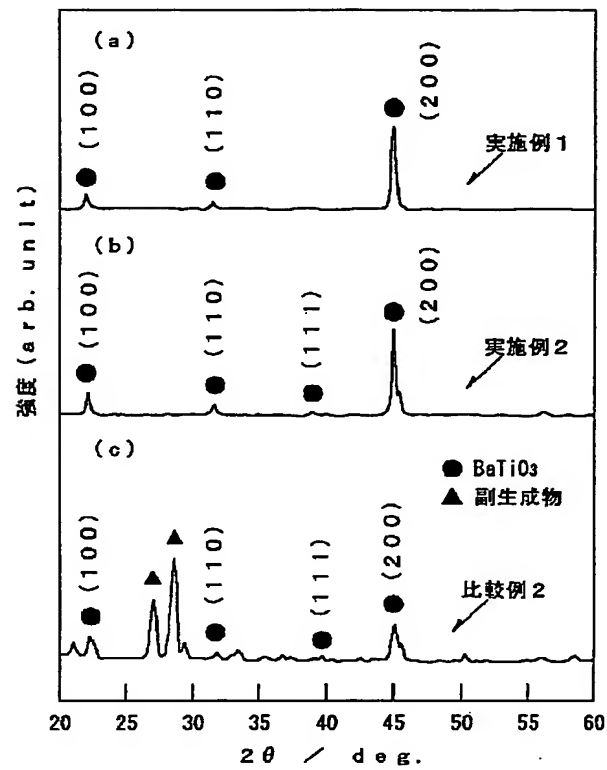 (a)
(100)
(110)
(200)
実施例1
(b)
(100)
(110)
(111)
(200)
実施例2
(c)
● BaTiO₃
▲ 副生成物
(100)
(110)
(111)
(200)
比較例2
強度(arb. unit)
20 25 30 35 40 45 50 55 60
2θ / deg.